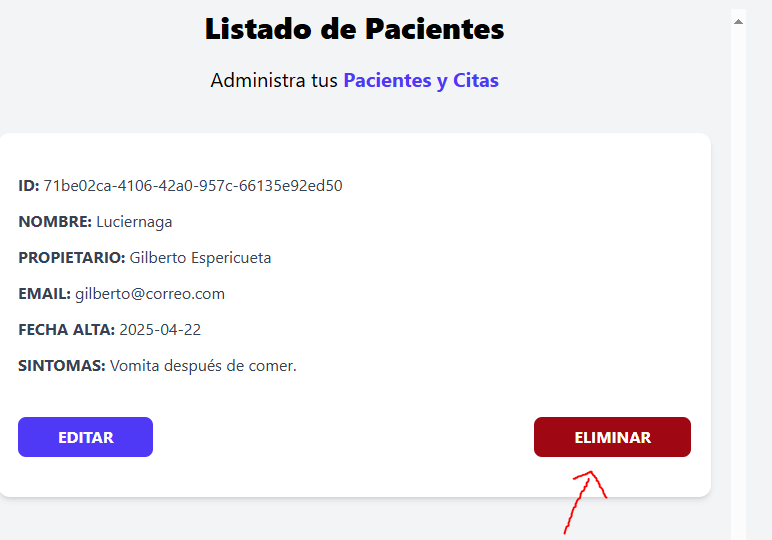 Listado de Pacientes
Administra tus Pacientes y Citas
ID: 71be02ca-4106-42a0-957c-66135e92ed50
NOMBRE: Luciernaga
PROPIETARIO: Gilberto Espericueta
EMAIL: gilberto@correo.com
FECHA ALTA: 2025-04-22
SINTOMAS: Vomita después de comer.
EDITAR
ELIMINAR